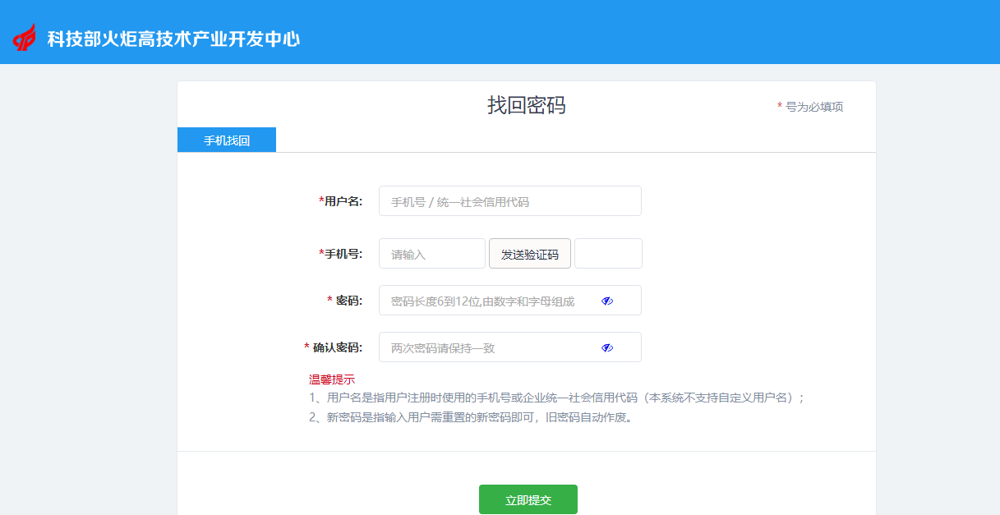 科技部火炬高技术产业开发中心
找回密码
* 号为必填项
手机找回
*用户名: 手机号 / 统一社会信用代码
*手机号: 请输入 发送验证码
* 密码: 密码长度6到12位,由数字和字母组成
* 确认密码: 两次密码请保持一致
温馨提示
1、用户名是指用户注册时使用的手机号或企业统一社会信用代码（本系统不支持自定义用户名）；
2、新密码是指输入用户需重置的新密码即可，旧密码自动作废。
立即提交